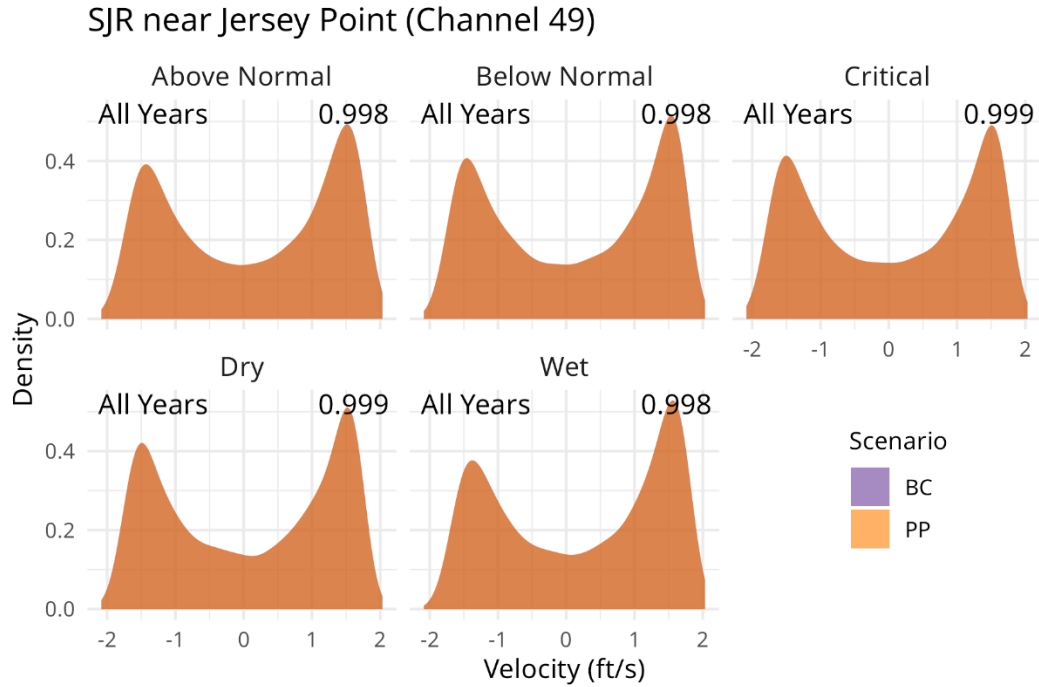 SJR near Jersey Point (Channel 49)
Above Normal
Below Normal
Critical
All Years 0.998
All Years 0.998
All Years 0.999
0.4
0.2
0.0
-2 -1 0 1 2
Dry
Wet
All Years 0.999
All Years 0.998
0.4
0.2
0.0
-2 -1 0 1 2
-2 -1 0 1 2
Density
Velocity (ft/s)
Scenario
BC
PP